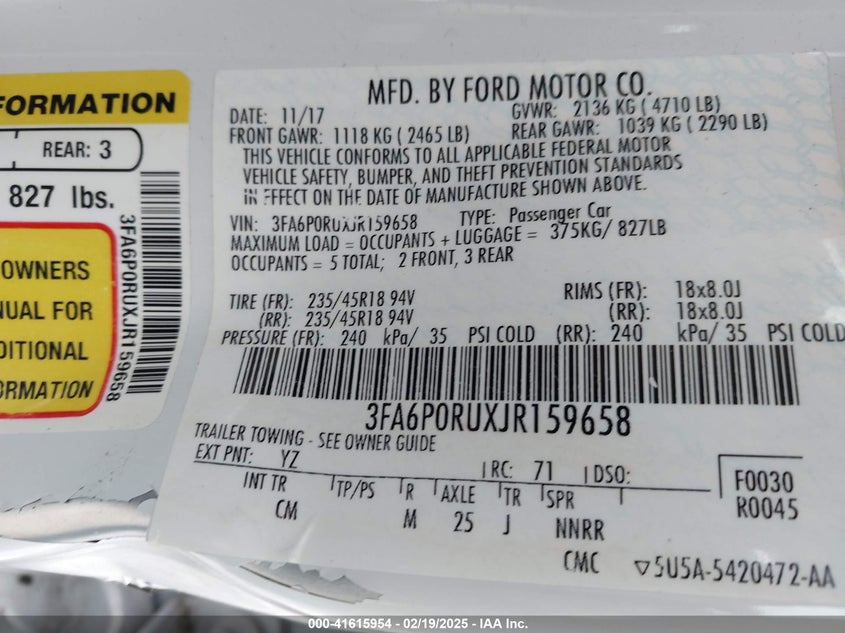 FORMATION
REAR: 3
827 lbs.
OWNERS
NUAL FOR
DITIONAL
ORMATION
3FA6P0RUXJR159658
MFD. BY FORD MOTOR CO.
DATE: 11/17 GVWR: 2136 KG ( 4710 LB)
FRONT GAWR: 1118 KG ( 2465 LB) REAR GAWR: 1039 KG ( 2290 LB)
THIS VEHICLE CONFORMS TO ALL APPLICABLE FEDERAL MOTOR
VEHICLE SAFETY, BUMPER, AND THEFT PREVENTION STANDARDS
IN EFFECT ON THE DATE OF MANUFACTURE SHOWN ABOVE.
VIN: 3FA6P0RUXJR159658 TYPE: Passenger Car
MAXIMUM LOAD = OCCUPANTS + LUGGAGE = 375KG/ 827LB
OCCUPANTS = 5 TOTAL; 2 FRONT, 3 REAR
TIRE (FR): 235/45R18 94V RIMS (FR): 18x8.0J
(RR): 235/45R18 94V (RR): 18x8.0J
PRESSURE (FR): 240 kPa/ 35 PSI COLD (RR): 240 kPa/ 35 PSI COLD
3FA6P0RUXJR159658
TRAILER TOWING - SEE OWNER GUIDE
EXT PNT: YZ RC: 71 DSO: F0030
INT TR TP/PS R AXLE TR SPR R0045
CM M 25 J NNRR
CMC ▽5U5A-5420472-AA
000-41615954 - 02/19/2025 - IAA Inc.